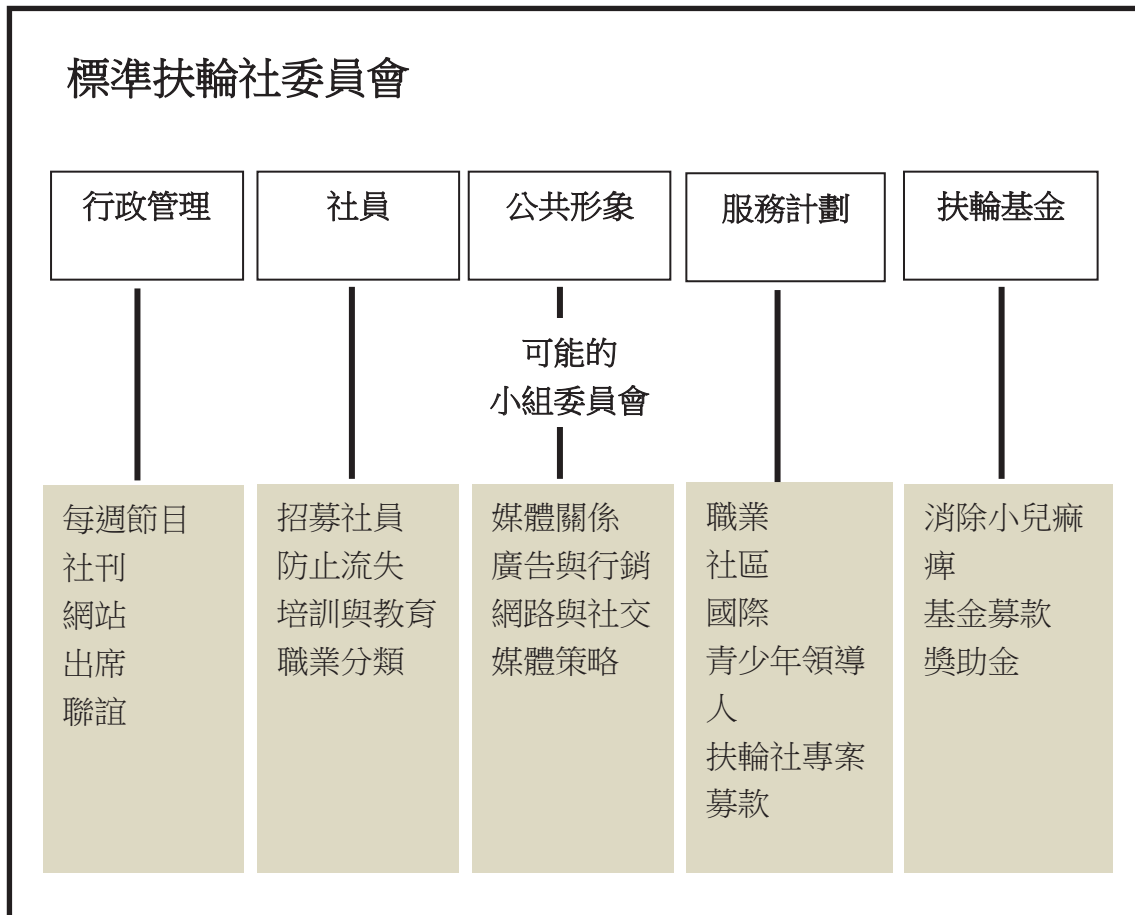 標準扶輪社委員會
行政管理
社員
公共形象
服務計劃
扶輪基金
可能的
小組委員會
每週節目
社刊
網站
出席
聯誼
招募社員
防止流失
培訓與教育
職業分類
媒體關係
廣告與行銷
網路與社交
媒體策略
職業
社區
國際
青少年領導
人
扶輪社專案
募款
消除小兒痲
痺
基金募款
獎助金